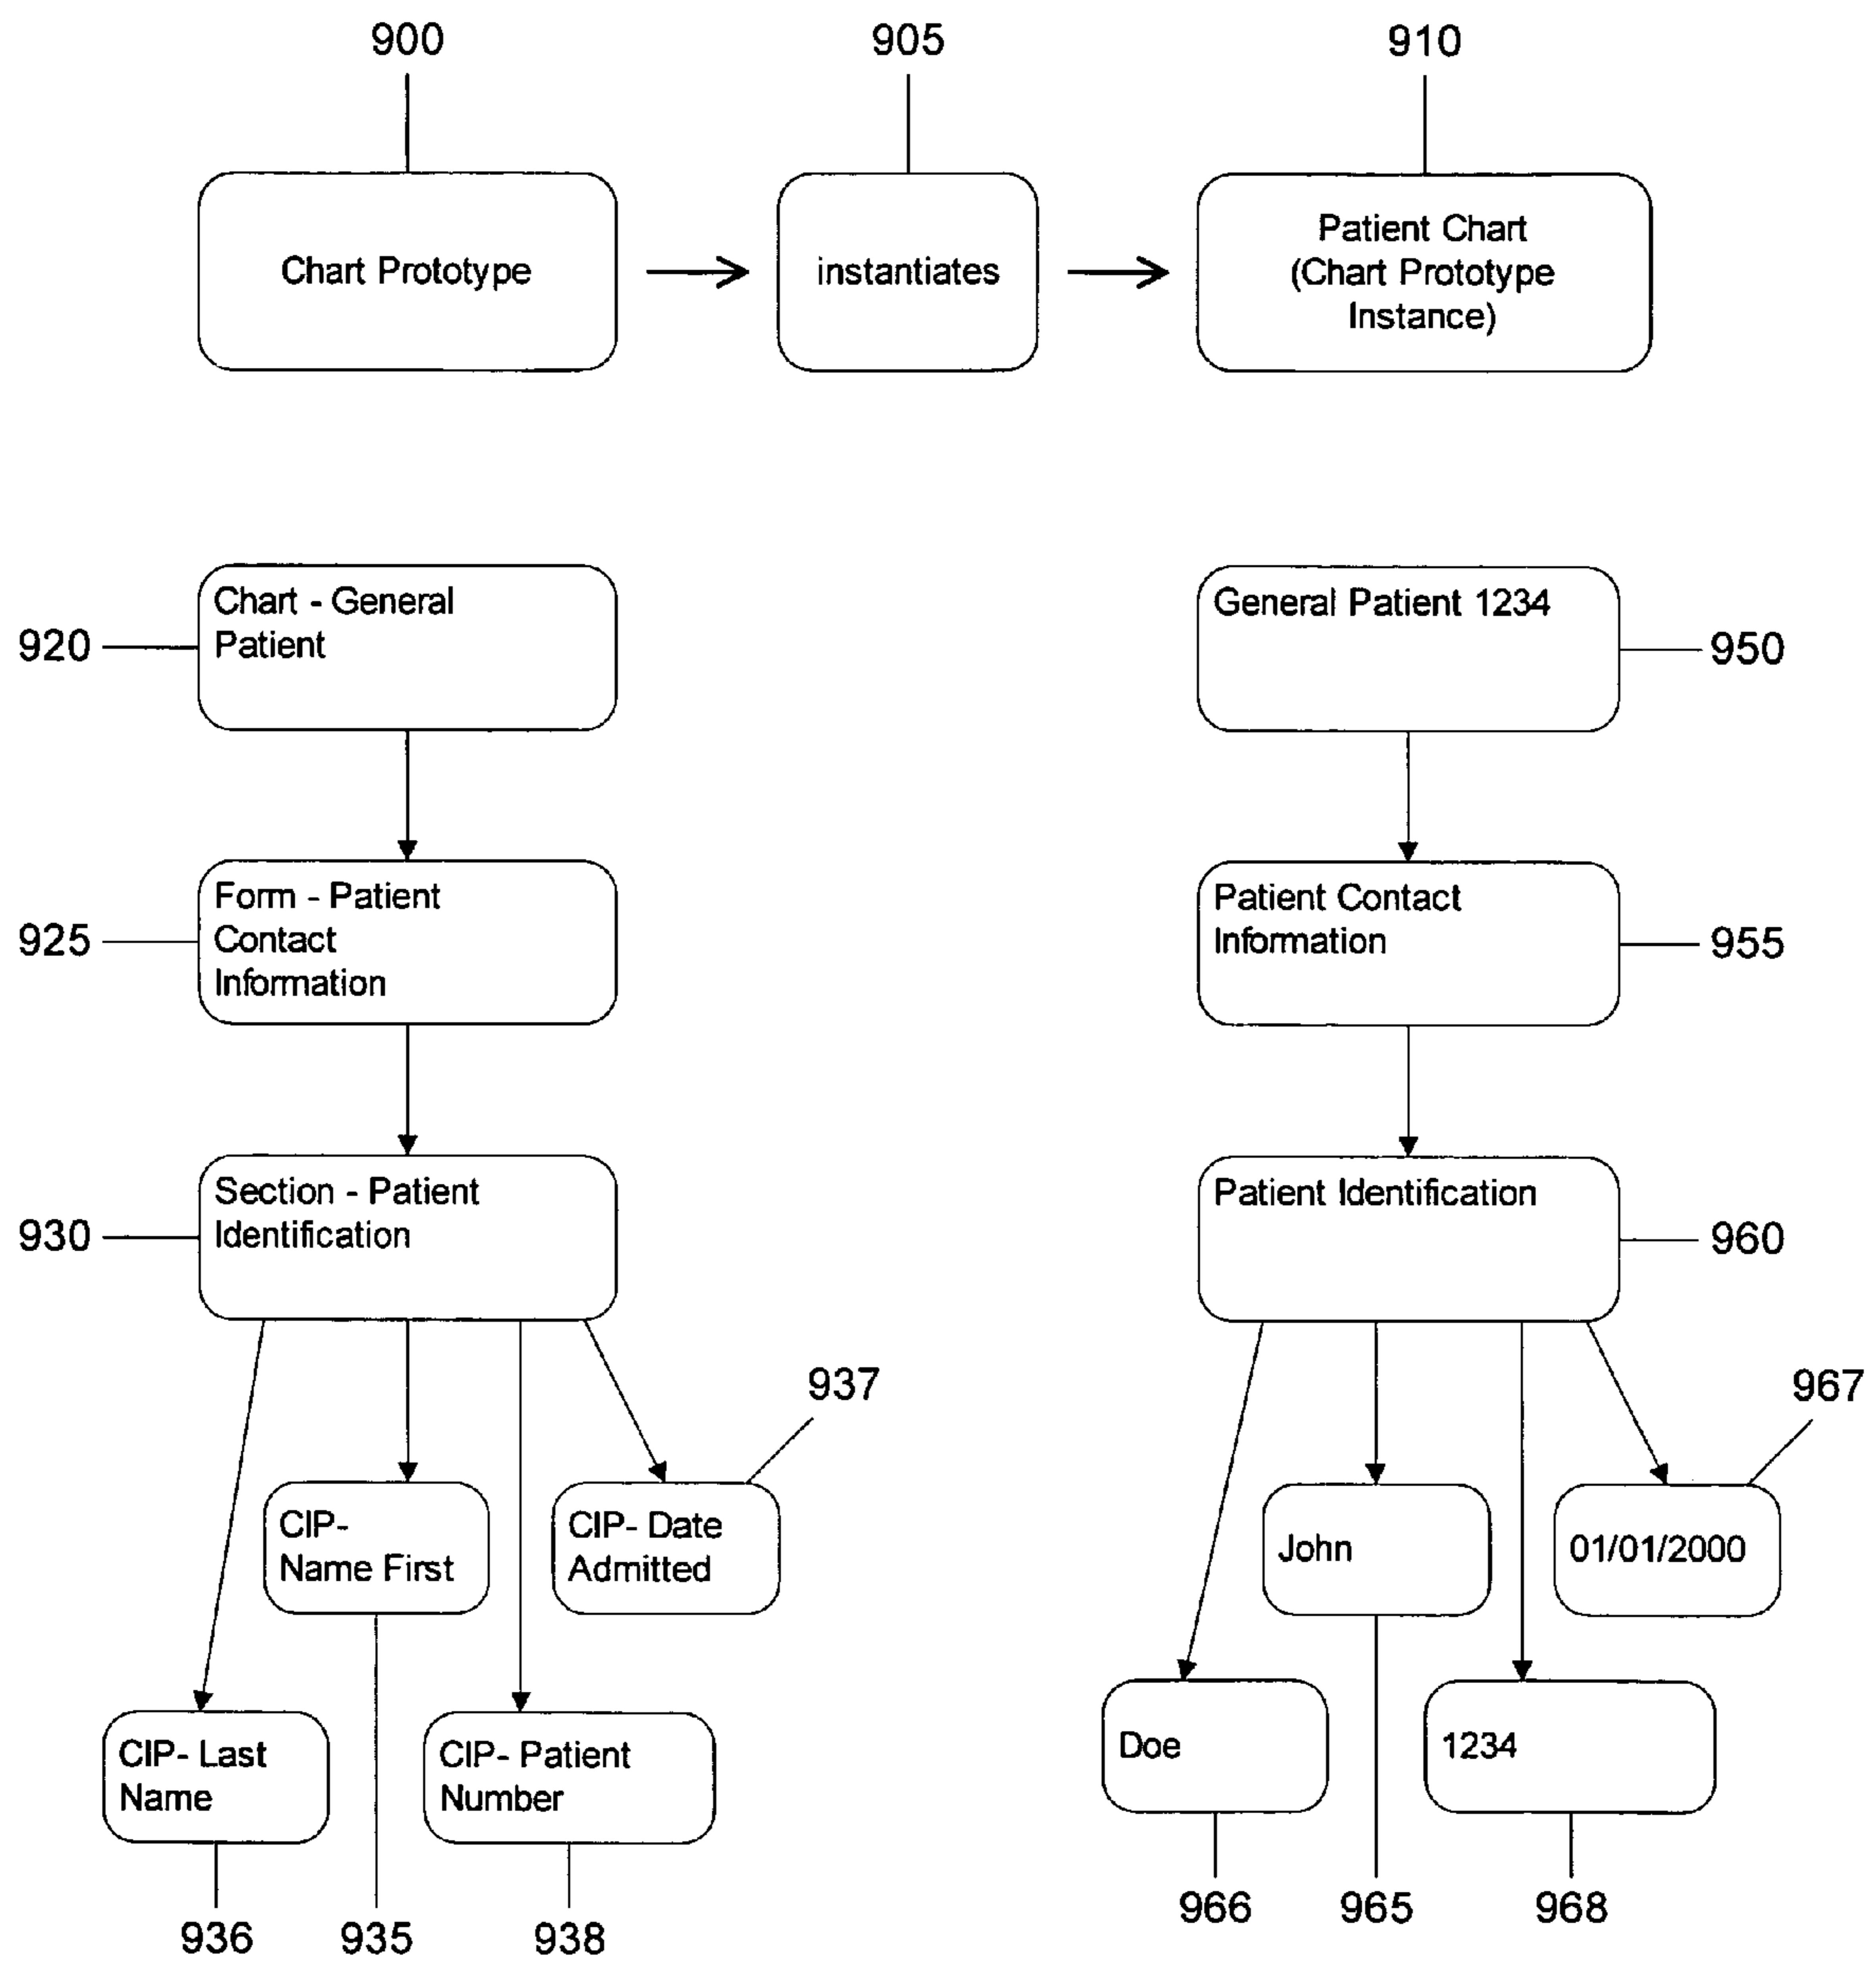 900
905
910
Chart Prototype
instantiates
Patient Chart
(Chart Prototype
Instance)
Chart - General
Patient
920
General Patient 1234
950
Form - Patient
Contact
Information
925
Patient Contact
Information
955
Section - Patient
Identification
930
Patient Identification
960
937
967
CIP-
Name First
CIP- Date
Admitted
John
01/01/2000
CIP- Last
Name
CIP- Patient
Number
Doe
1234
936
935
938
966
965
968